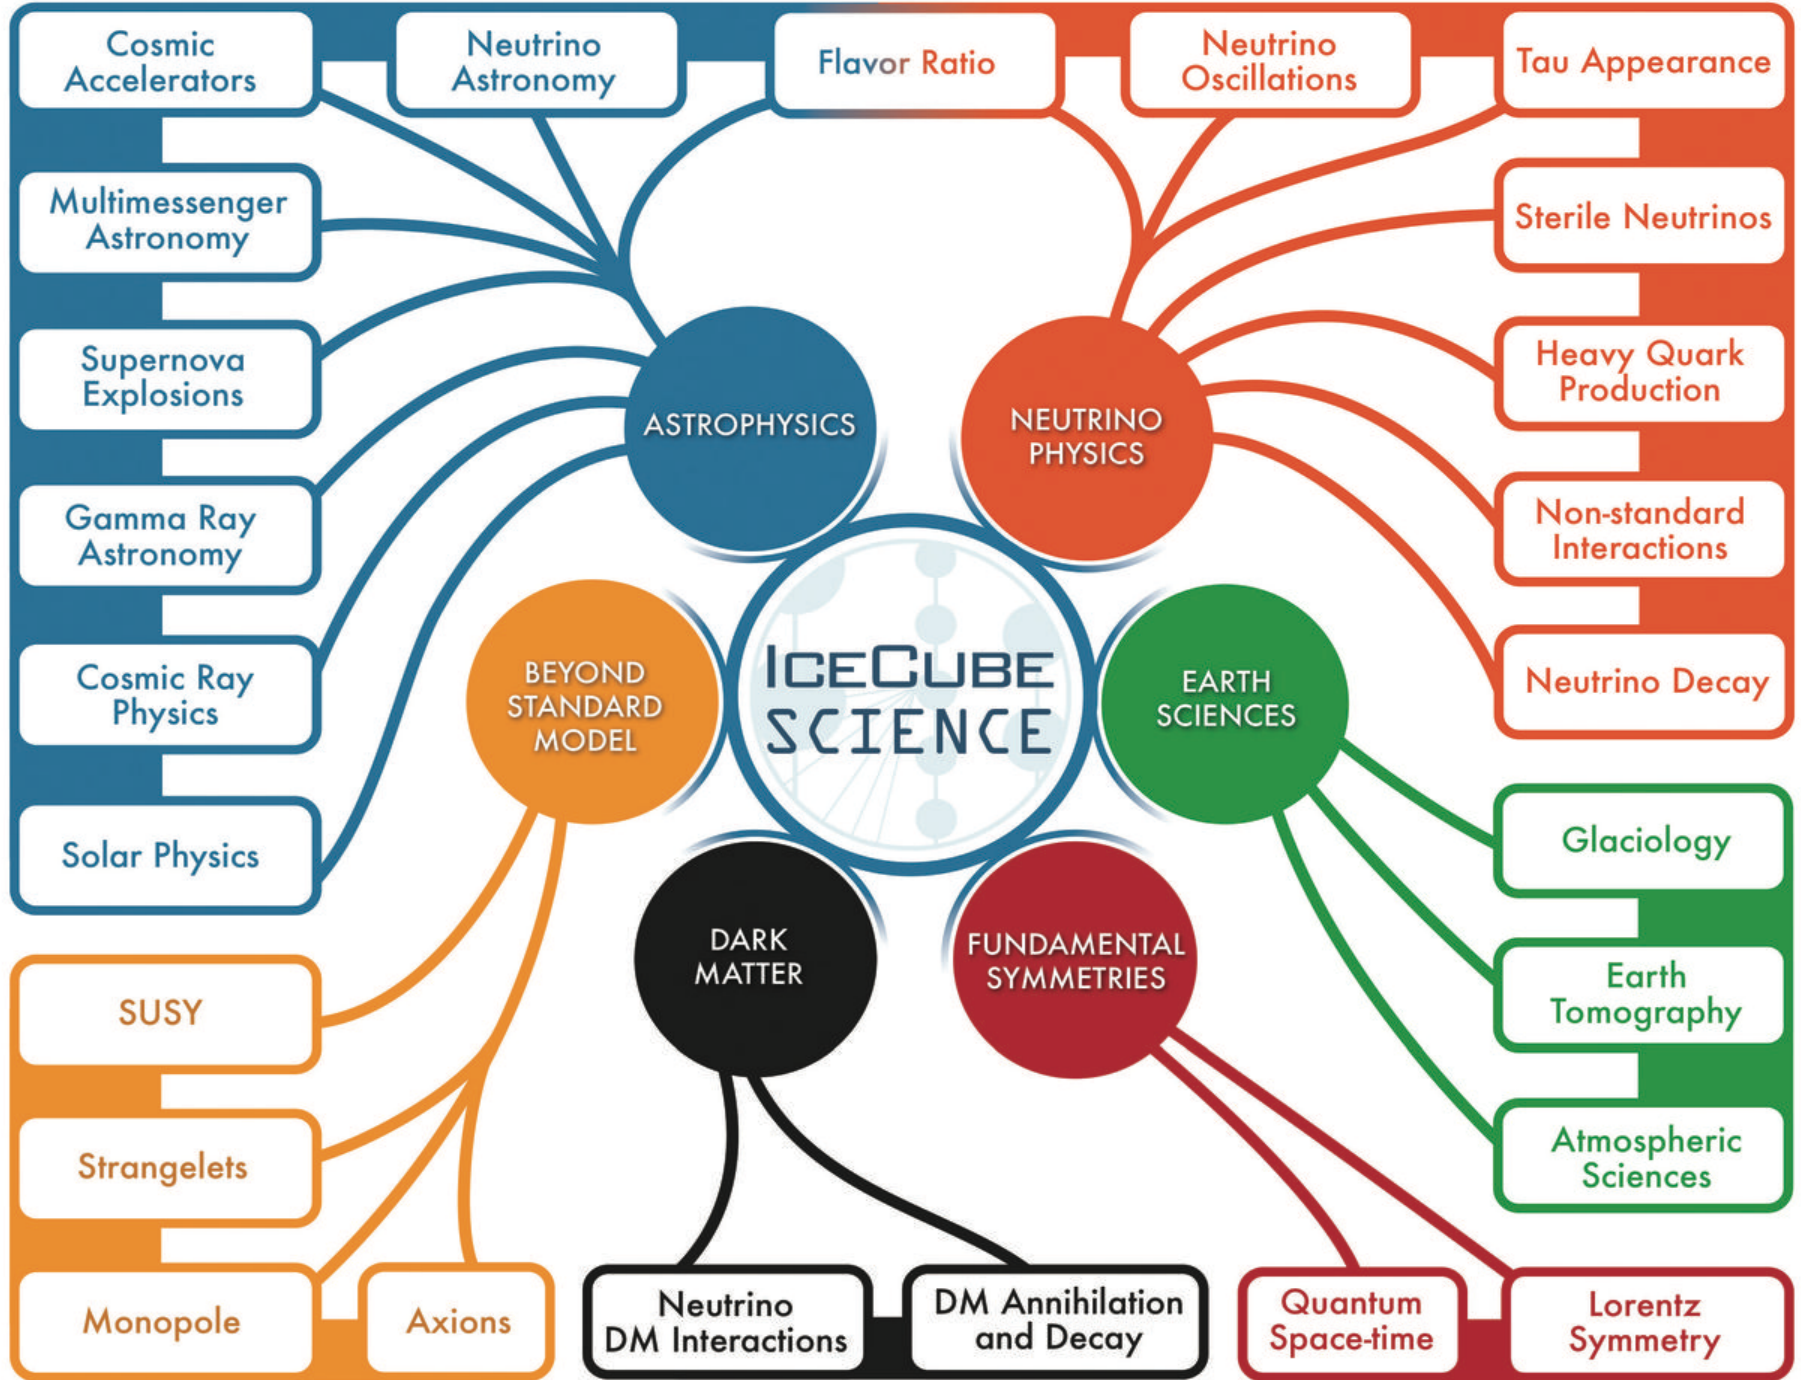 Cosmic
Accelerators
Neutrino
Astronomy
Flavor Ratio
Neutrino
Oscillations
Tau Appearance
Multimessenger
Astronomy
Sterile Neutrinos
Supernova
Explosions
Heavy Quark
Production
ASTROPHYSICS
NEUTRINO
PHYSICS
Gamma Ray
Astronomy
Non-standard
Interactions
Cosmic Ray
Physics
BEYOND
STANDARD
MODEL
ICECUBE
SCIENCE
EARTH
SCIENCES
Neutrino Decay
Solar Physics
Glaciology
DARK
MATTER
FUNDAMENTAL
SYMMETRIES
SUSY
Earth
Tomography
Strangelets
Atmospheric
Sciences
Monopole
Axions
Neutrino
DM Interactions
DM Annihilation
and Decay
Quantum
Space-time
Lorentz
Symmetry